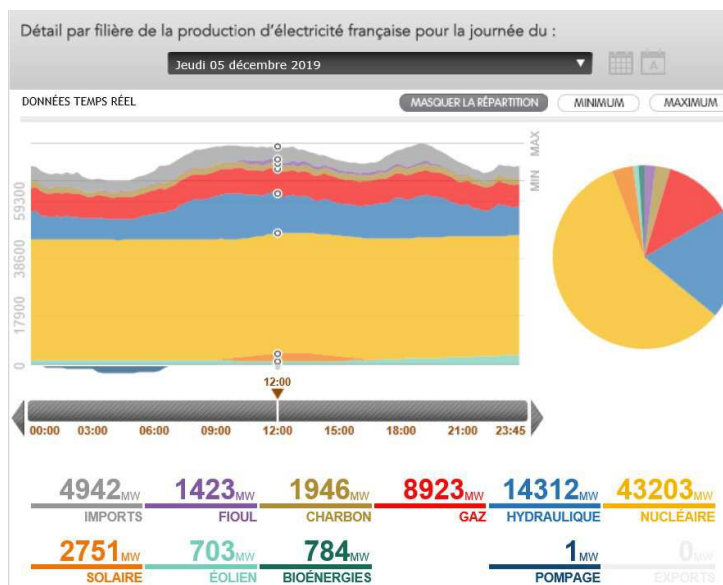 Détail par filière de la production d'électricité française pour la journée du :
Jeudi 05 décembre 2019
A
DONNÉES TEMPS RÉEL
MASQUER LA RÉPARTITION
MINIMUM
MAXIMUM
MAX
MIN
59300
38600
17900
0
12:00
00:00 03:00 06:00 09:00 12:00 15:00 18:00 21:00 23:45
4942MW 1423MW 1946MW 8923MW 14312MW 43203MW
IMPORTS FIOUL CHARBON GAZ HYDRAULIQUE NUCLÉAIRE
2751MW 703MW 784MW 1MW 0MW
SOLAIRE ÉOLIEN BIOÉNERGIES POMPAGE EXPORTS